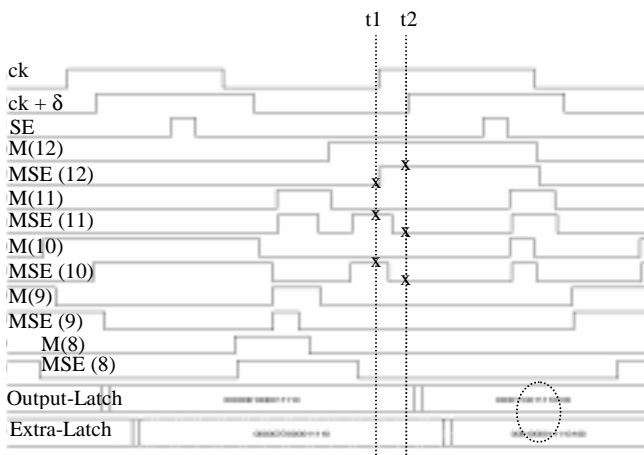 t1 t2
ck
ck + δ
SE
M(12)
MSE (12)
x
x
M(11)
MSE (11)
x
x
M(10)
MSE (10)
x
x
M(9)
MSE (9)
M(8)
MSE (8)
Output-Latch
Extra-Latch